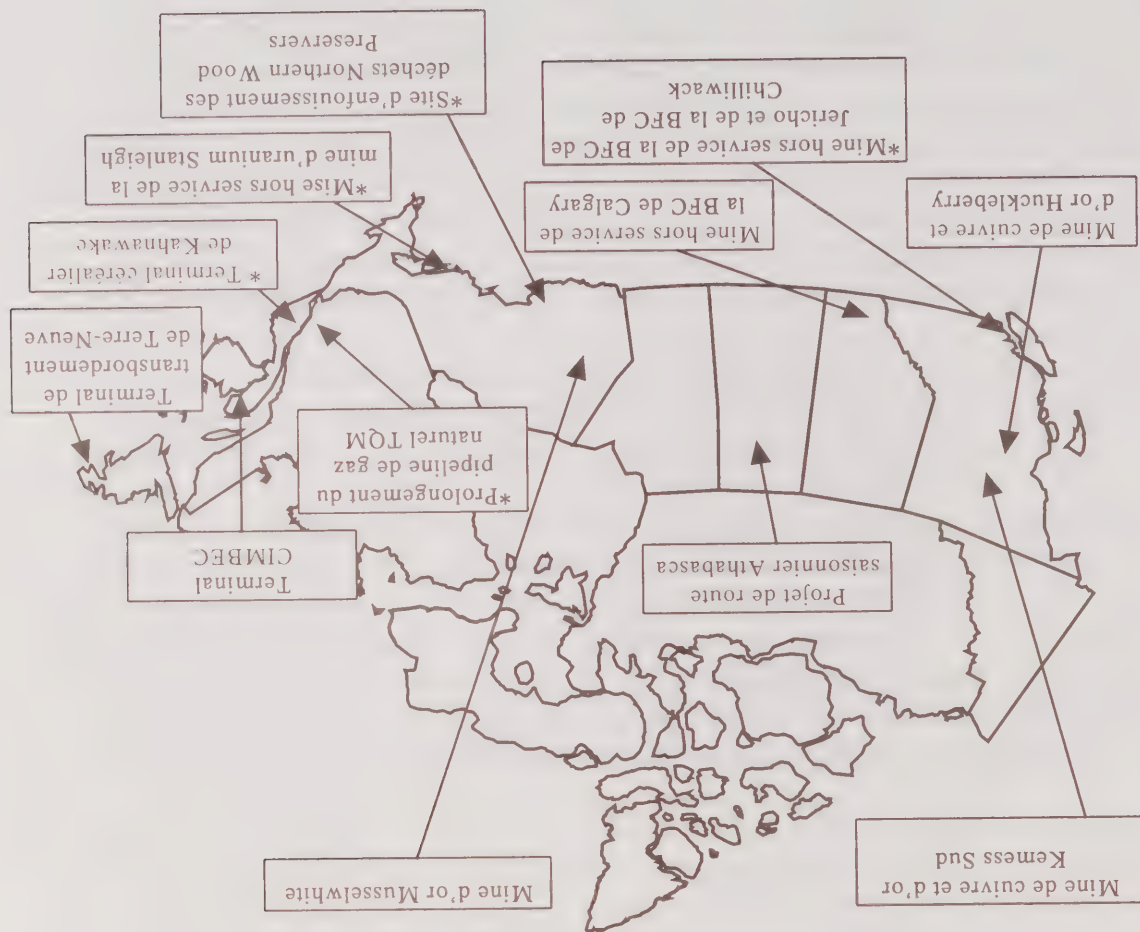 Mine de cuivre et d'or
Kemess Sud
Mine d'or Musselwhite
Projet de route
saisonnier Athabasca
Terminal
CIMBEC
*Prolongement du
pipeline de gaz
naturel TQM
Terminal de
transbordement
de Terre-Neuve
*Terminal céréalier
de Kahnawake
Mine de cuivre et
d'or Huckleberry
Mine hors service de
la BFC de Calgary
*Mise hors service de la
mine d'uranium Stanleigh
*Mine hors service de la BFC de
Jericho et de la BFC de
Chilliwack
*Site d'enfouissement des
déchets Northern Wood
Preservers